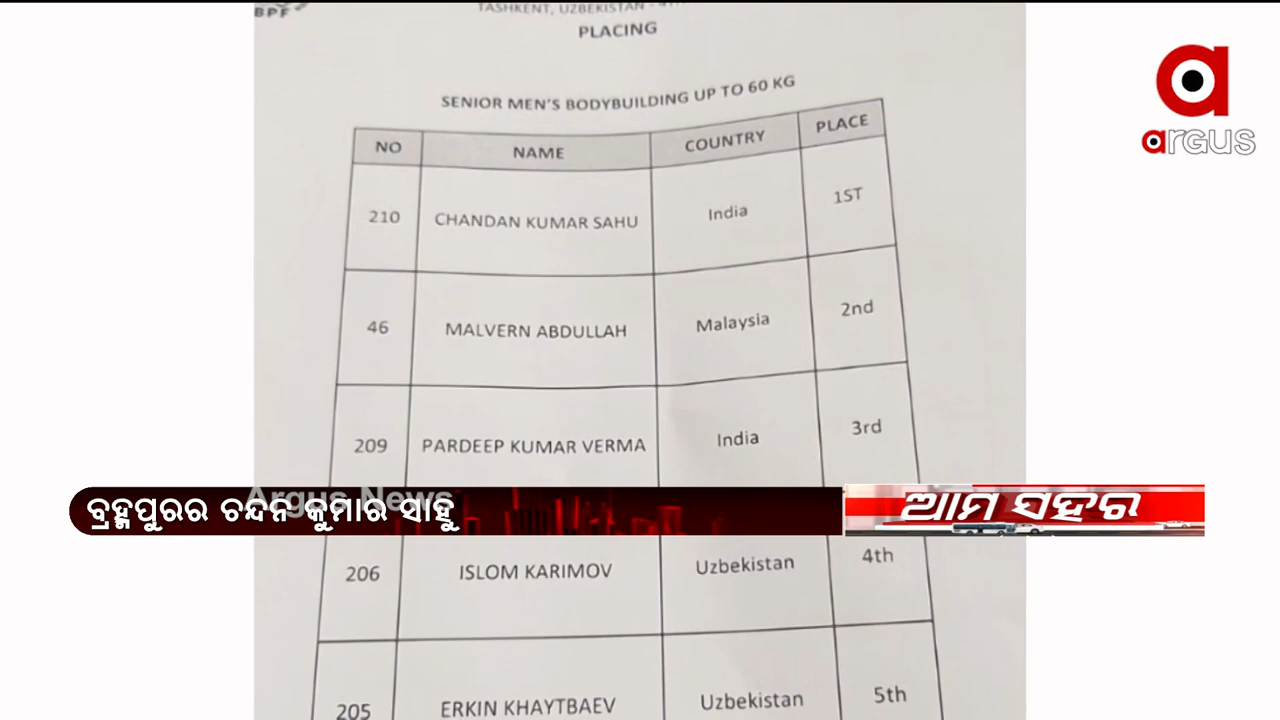 BPF
TASHKENT, UZBEKISTAN
PLACING
SENIOR MEN'S BODYBUILDING UP TO 60 KG
NO NAME COUNTRY PLACE
210 CHANDAN KUMAR SAHU India 1ST
46 MALVERN ABDULLAH Malaysia 2nd
209 PARDEEP KUMAR VERMA India 3rd
206 ISLOM KARIMOV Uzbekistan 4th
205 ERKIN KHAYTBAEV Uzbekistan 5th
argus
Argus News
ବ୍ରହ୍ମପୁରର ଚନ୍ଦନ କୁମାର ସାହୁ
ଆମ ସହର